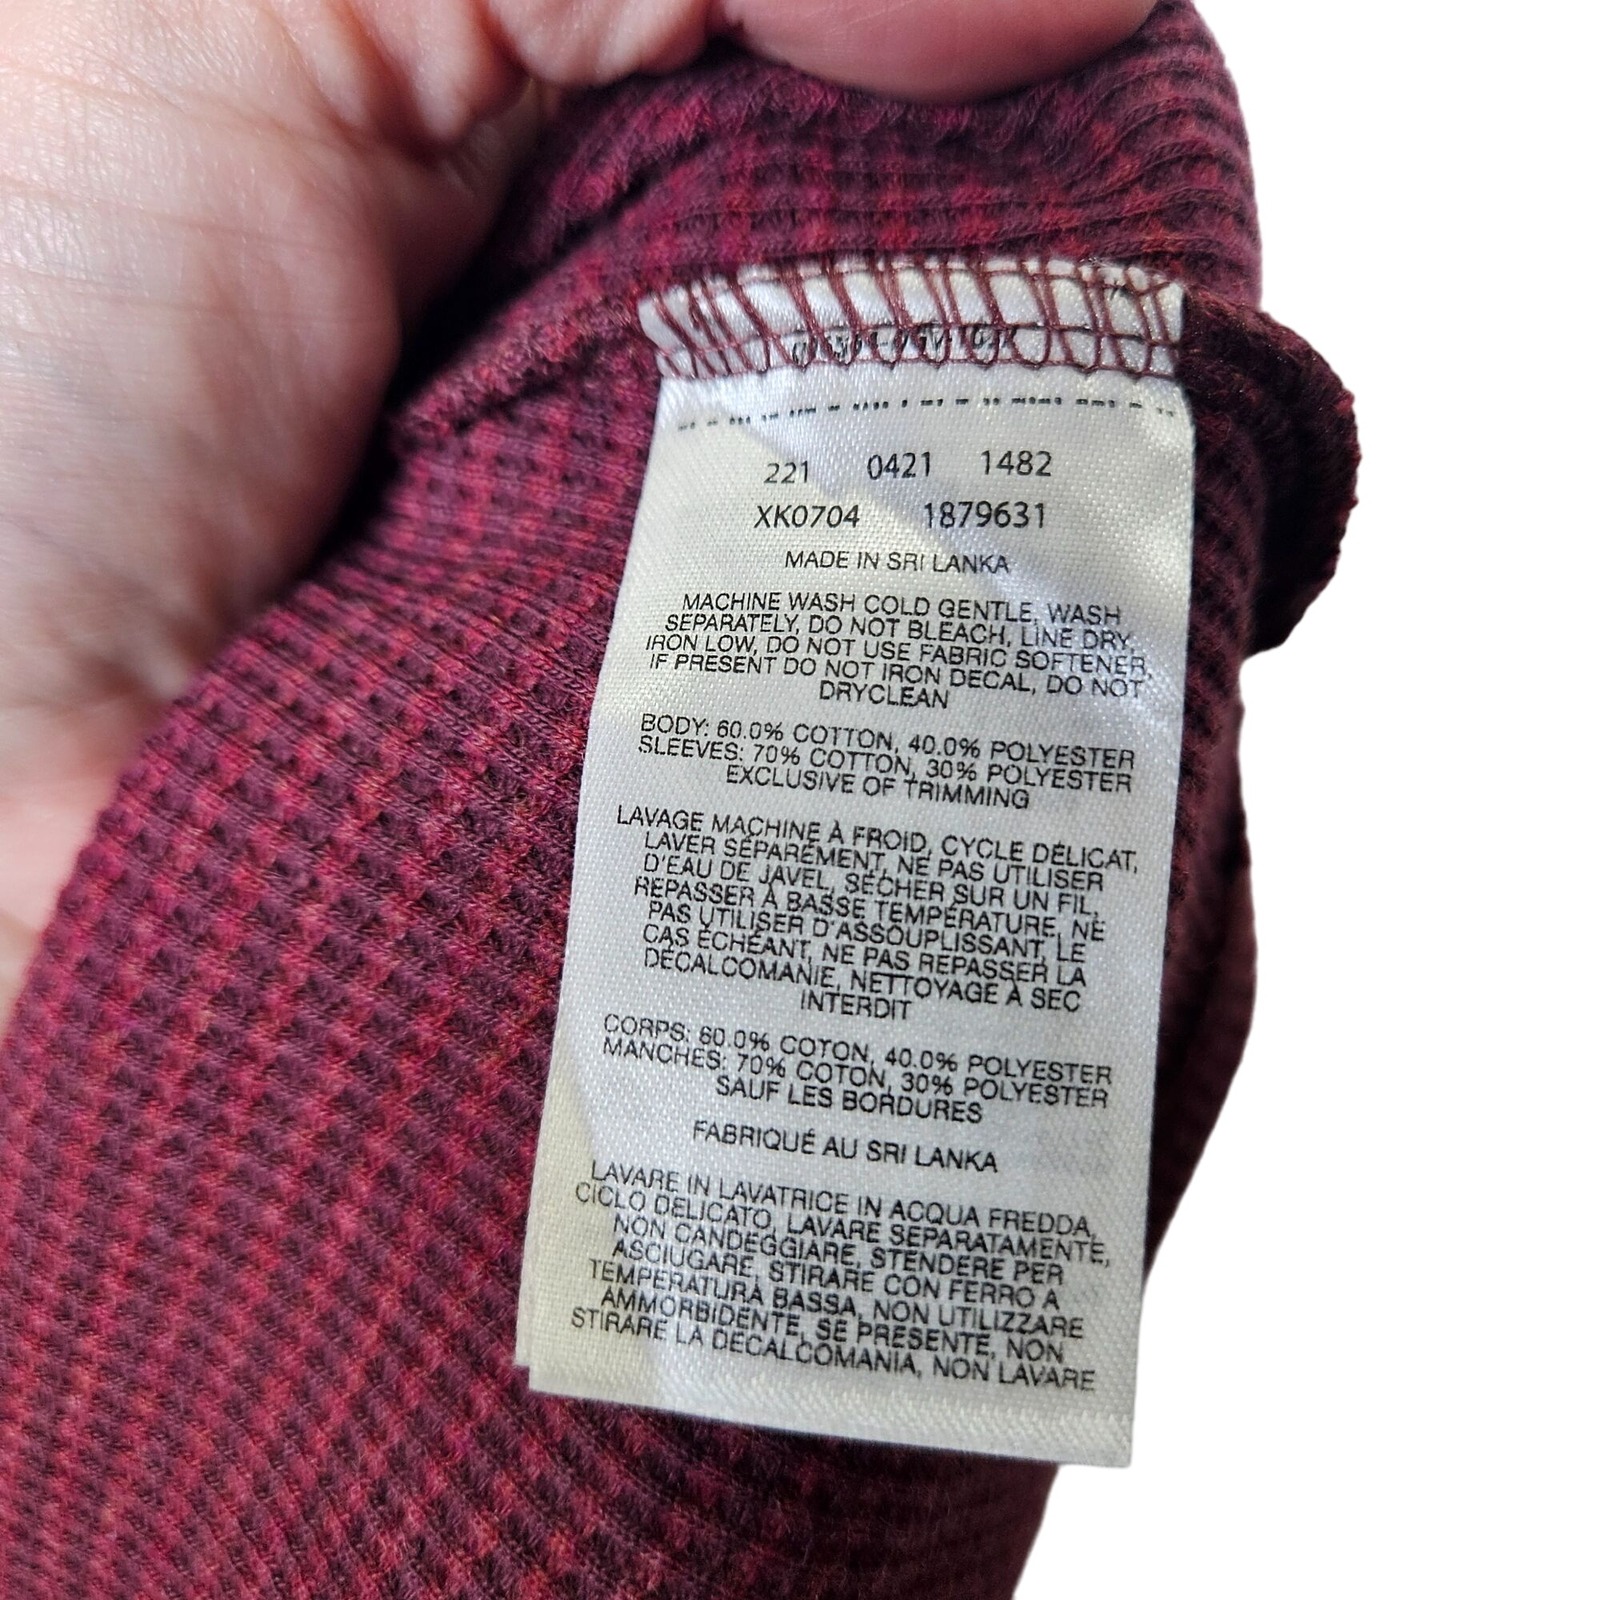 221 0421 1482
XK0704 1879631
MADE IN SRI LANKA
MACHINE WASH COLD GENTLE, WASH
SEPARATELY, DO NOT BLEACH, LINE DRY,
IRON LOW, DO NOT USE FABRIC SOFTENER,
IF PRESENT DO NOT IRON DECAL, DO NOT
DRYCLEAN
BODY: 60.0% COTTON, 40.0% POLYESTER
SLEEVES: 70% COTTON, 30% POLYESTER
EXCLUSIVE OF TRIMMING
LAVAGE MACHINE À FROID, CYCLE DÉLICAT,
LAVER SÉPARÉMENT, NE PAS UTILISER
D'EAU DE JAVEL, SÉCHER SUR UN FIL,
REPASSER À BASSE TEMPÉRATURE, NE
PAS UTILISER D'ASSOUPLISSANT, LE
CAS ÉCHÉANT, NE PAS REPASSER LA
DÉCALCOMANIE, NETTOYAGE À SEC
INTERDIT
CORPS: 60.0% COTON, 40.0% POLYESTER
MANCHES: 70% COTON, 30% POLYESTER
SAUF LES BORDURES
FABRIQUÉ AU SRI LANKA
LAVARE IN LAVATRICE IN ACQUA FREDDA,
CICLO DELICATO, LAVARE SEPARATAMENTE,
NON CANDEGGIARE, STENDERE PER
ASCIUGARE, STIRARE CON FERRO A
TEMPERATURA BASSA, NON UTILIZZARE
AMMORBIDENTE, SE PRESENTE, NON
STIRARE LA DECALCOMANIA, NON LAVARE